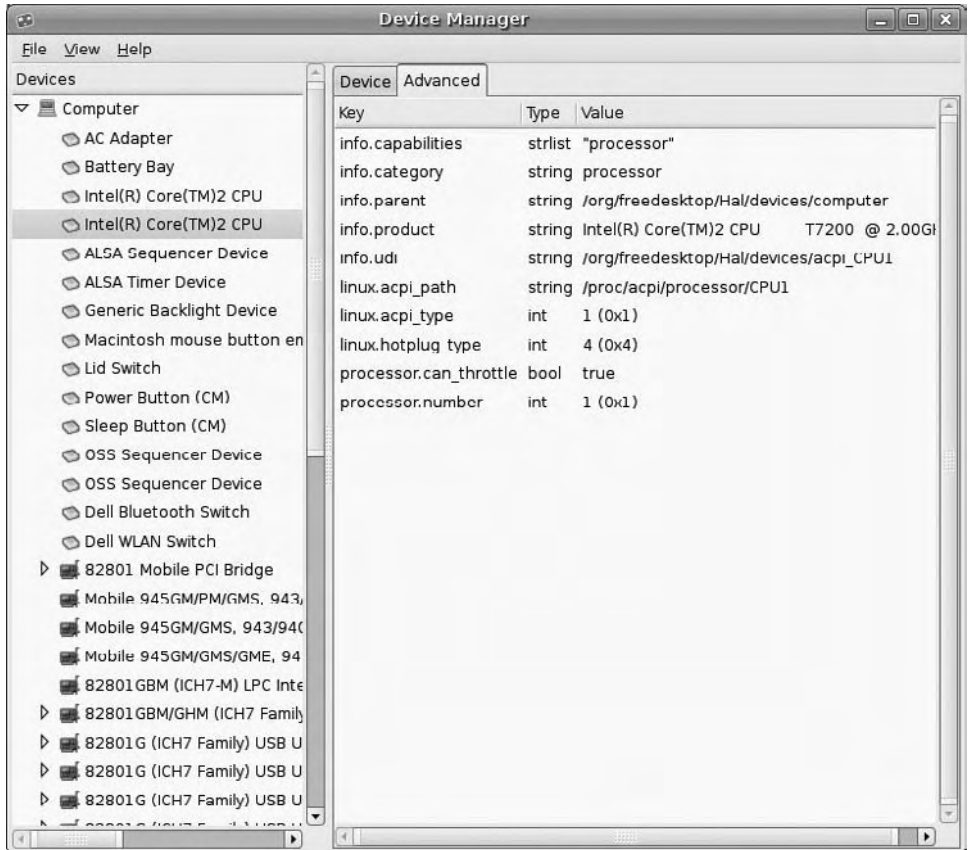 Device Manager
File View Help
Devices
Computer
AC Adapter
Battery Bay
Intel(R) Core(TM)2 CPU
Intel(R) Core(TM)2 CPU
ALSA Sequencer Device
ALSA Timer Device
Generic Backlight Device
Macintosh mouse button en
Lid Switch
Power Button (CM)
Sleep Button (CM)
OSS Sequencer Device
OSS Sequencer Device
Dell Bluetooth Switch
Dell WLAN Switch
82801 Mobile PCI Bridge
Mobile 945GM/PM/GMS, 943/
Mobile 945GM/GMS, 943/940
Mobile 945GM/GMS/GME, 94
82801GBM (ICH7-M) LPC Inte
82801GBM/GHM (ICH7 Family
82801G (ICH7 Family) USB U
82801G (ICH7 Family) USB U
82801G (ICH7 Family) USB U
Device Advanced
Key Type Value
info.capabilities strlist "processor"
info.category string processor
info.parent string /org/freedesktop/Hal/devices/computer
info.product string Intel(R) Core(TM)2 CPU T7200 @ 2.00GH
info.udi string /org/freedesktop/Hal/devices/acpi_CPU1
linux.acpi_path string /proc/acpi/processor/CPU1
linux.acpi_type int 1 (0x1)
linux.hotplug_type int 4 (0x4)
processor.can_throttle bool true
processor.number int 1 (0x1)